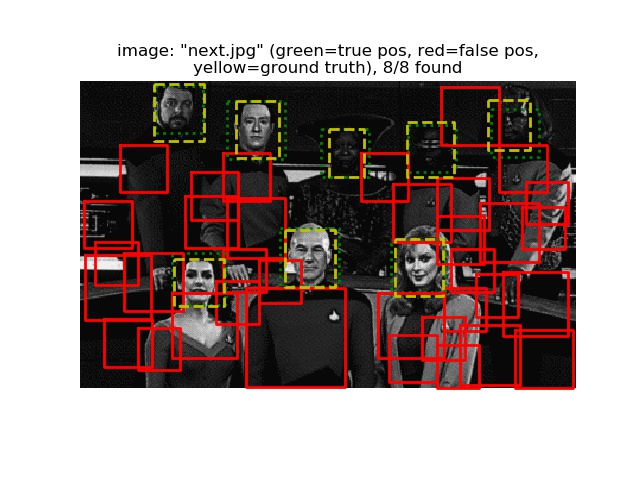 image: "next.jpg" (green=true pos, red=false pos,
yellow=ground truth), 8/8 found